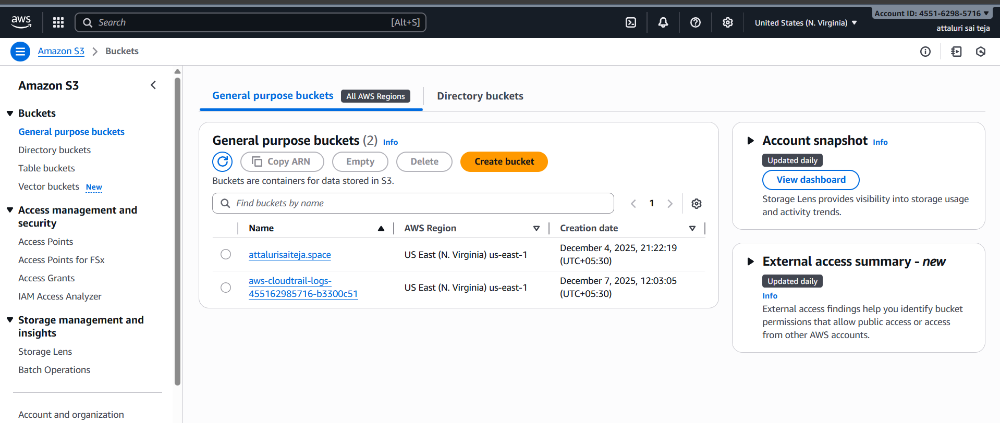 aws
Search [Alt+S]
United States (N. Virginia)
Account ID: 4551-6298-5716
attaluri sai teja
Amazon S3 Buckets
Amazon S3
Buckets
General purpose buckets
Directory buckets
Table buckets
Vector buckets New
Access management and
security
Access Points
Access Points for FSx
Access Grants
IAM Access Analyzer
Storage management and
insights
Storage Lens
Batch Operations
Account and organization
General purpose buckets All AWS Regions Directory buckets
General purpose buckets (2) Info
Copy ARN Empty Delete Create bucket
Buckets are containers for data stored in S3.
Find buckets by name 1
Name AWS Region Creation date
attalurisaiteja.space US East (N. Virginia) us-east-1 December 4, 2025, 21:22:19
(UTC+05:30)
aws-cloudtrail-logs-
455162985716-b3300c51 US East (N. Virginia) us-east-1 December 7, 2025, 12:03:05
(UTC+05:30)
Account snapshot Info
Updated daily
View dashboard
Storage Lens provides visibility into storage usage
and activity trends.
External access summary - new
Updated daily
Info
External access findings help you identify bucket
permissions that allow public access or access
from other AWS accounts.